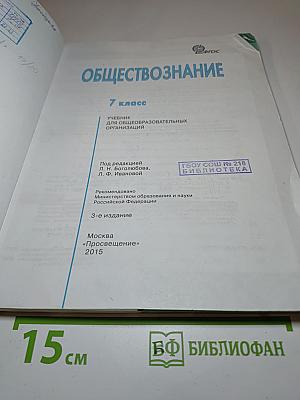 ФГОС
ОБЩЕСТВОЗНАНИЕ
7 класс
УЧЕБНИК
ДЛЯ ОБЩЕОБРАЗОВАТЕЛЬНЫХ
ОРГАНИЗАЦИЙ
Под редакцией
Л. Н. Боголюбова,
Л. Ф. Ивановой
ГБОУ СОШ № 218
БИБЛИОТЕКА
Рекомендовано
Министерством образования и науки
Российской Федерации
3-е издание
Москва
«Просвещение»
2015
15 см
БФ БИБЛИОФАН